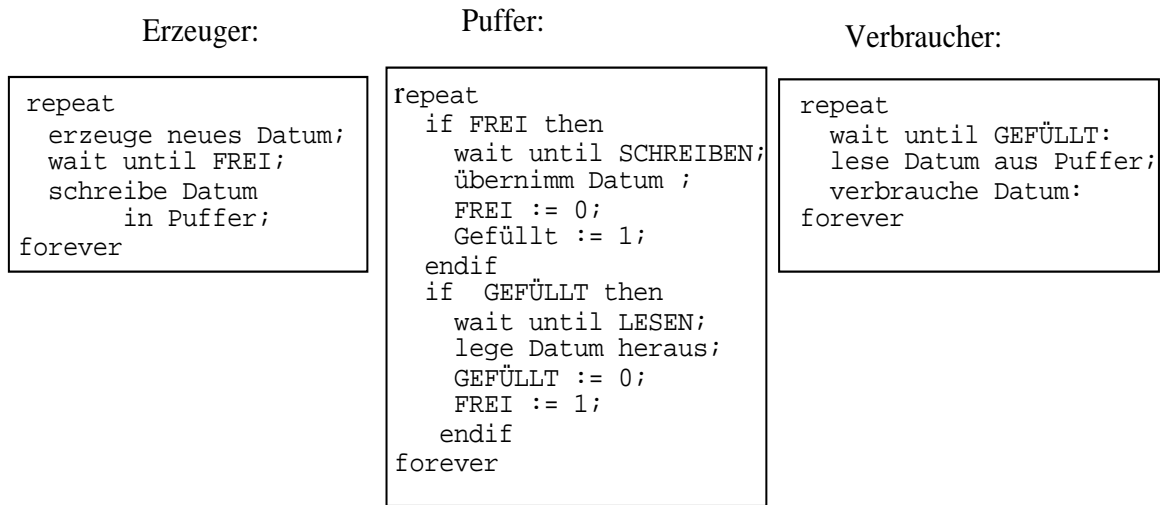 Erzeuger:
repeat
erzeuge neues Datum;
wait until FREI;
schreibe Datum
in Puffer;
forever
Puffer:
repeat
if FREI then
wait until SCHREIBEN;
übernimm Datum ;
FREI := 0;
Gefüllt := 1;
endif
if GEFÜLLT then
wait until LESEN;
lege Datum heraus;
GEFÜLLT := 0;
FREI := 1;
endif
forever
Verbraucher:
repeat
wait until GEFÜLLT:
lese Datum aus Puffer;
verbrauche Datum:
forever